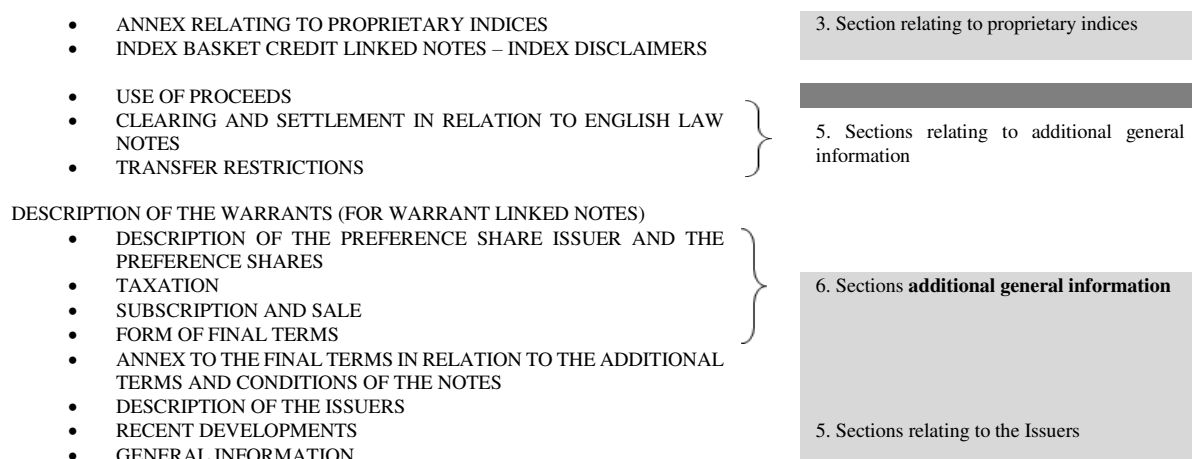 • ANNEX RELATING TO PROPRIETARY INDICES
• INDEX BASKET CREDIT LINKED NOTES – INDEX DISCLAIMERS
3. Section relating to proprietary indices
• USE OF PROCEEDS
• CLEARING AND SETTLEMENT IN RELATION TO ENGLISH LAW
NOTES
• TRANSFER RESTRICTIONS
5. Sections relating to additional general
information
DESCRIPTION OF THE WARRANTS (FOR WARRANT LINKED NOTES)
• DESCRIPTION OF THE PREFERENCE SHARE ISSUER AND THE
PREFERENCE SHARES
• TAXATION
• SUBSCRIPTION AND SALE
• FORM OF FINAL TERMS
6. Sections additional general information
• ANNEX TO THE FINAL TERMS IN RELATION TO THE ADDITIONAL
TERMS AND CONDITIONS OF THE NOTES
• DESCRIPTION OF THE ISSUERS
• RECENT DEVELOPMENTS
• GENERAL INFORMATION
5. Sections relating to the Issuers